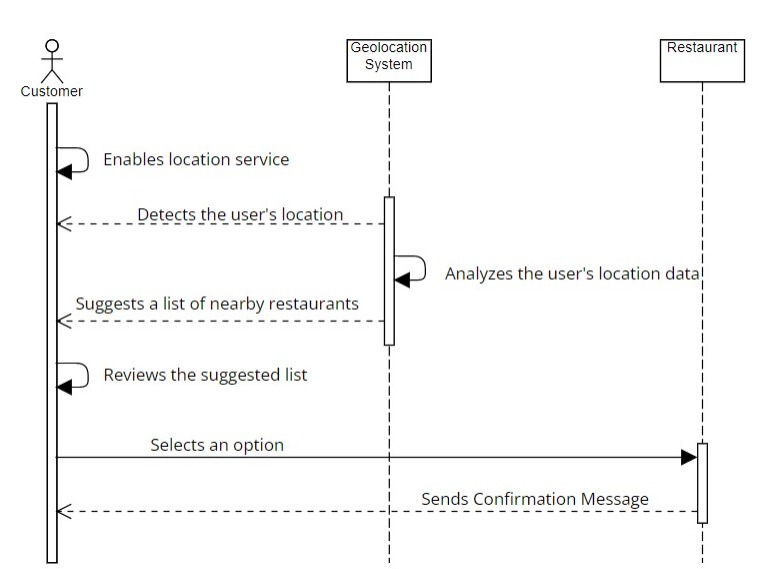 Geolocation
System
Restaurant
Customer
Enables location service
Detects the user's location
Analyzes the user's location data
Suggests a list of nearby restaurants
Reviews the suggested list
Selects an option
Sends Confirmation Message